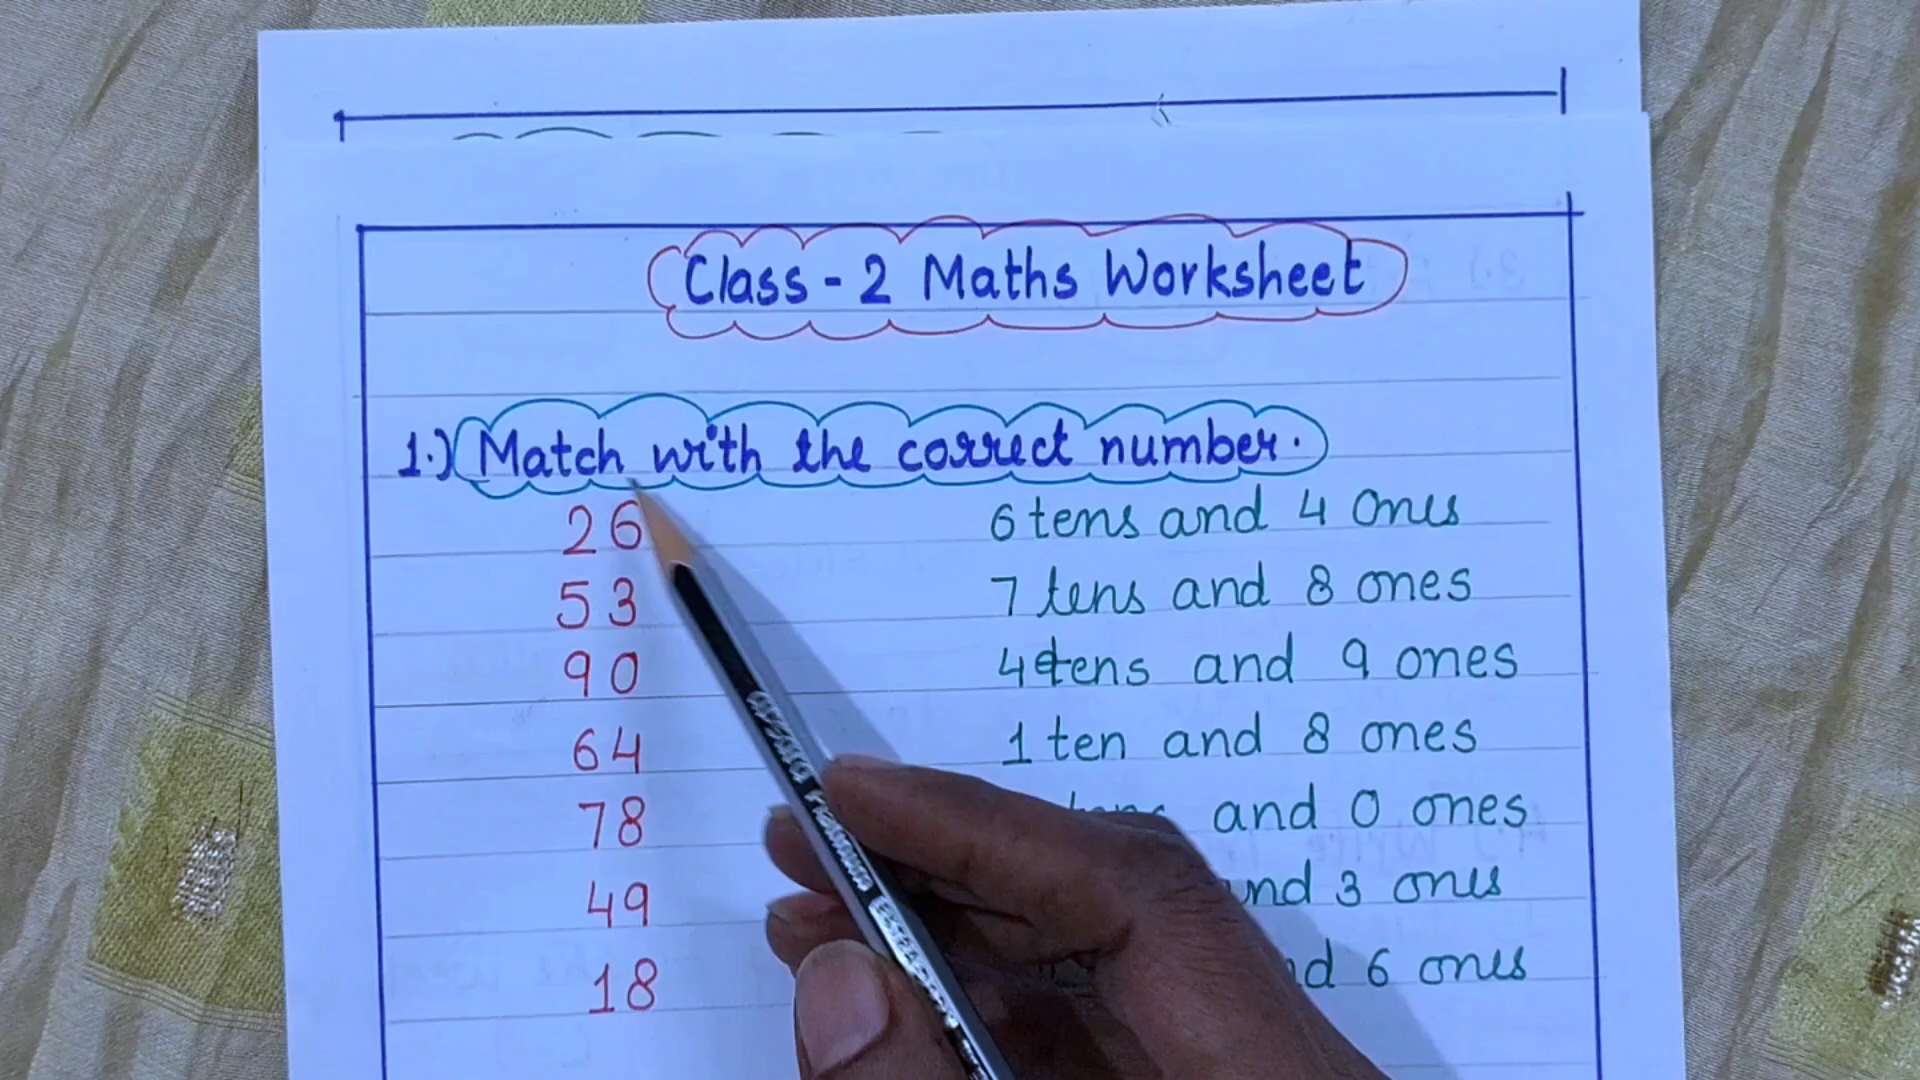 Class - 2 Maths Worksheet
1.) Match with the correct number.
26 6 tens and 4 ones
53 7 tens and 8 ones
90 4 tens and 9 ones
64 1 ten and 8 ones
78 tens and 0 ones
49 and 3 ones
18 6 ones